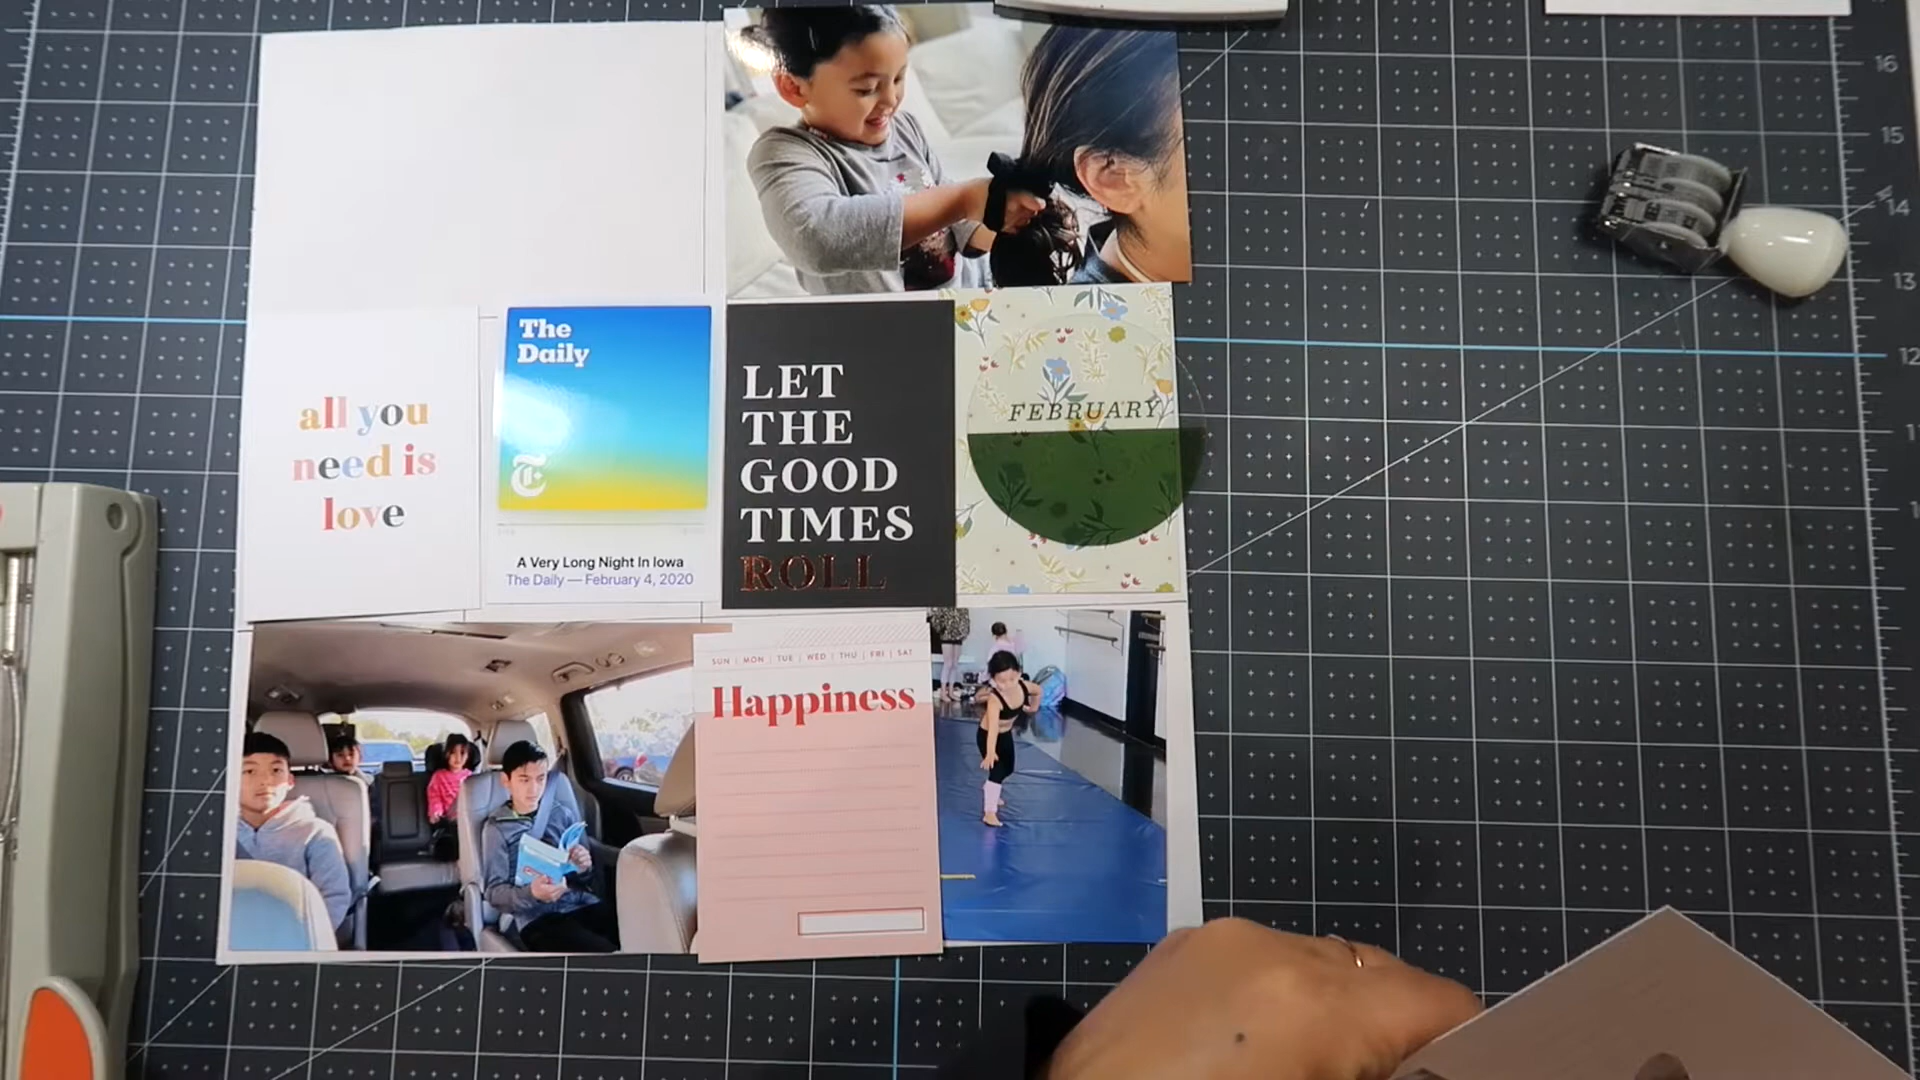 16
15
14
13
12
The
Daily
T
all you
need is
love
A Very Long Night In Iowa
The Daily — February 4, 2020
LET
THE
GOOD
TIMES
ROLL
FEBRUARY
SUN | MON | TUE | WED | THU | FRI | SAT
Happiness